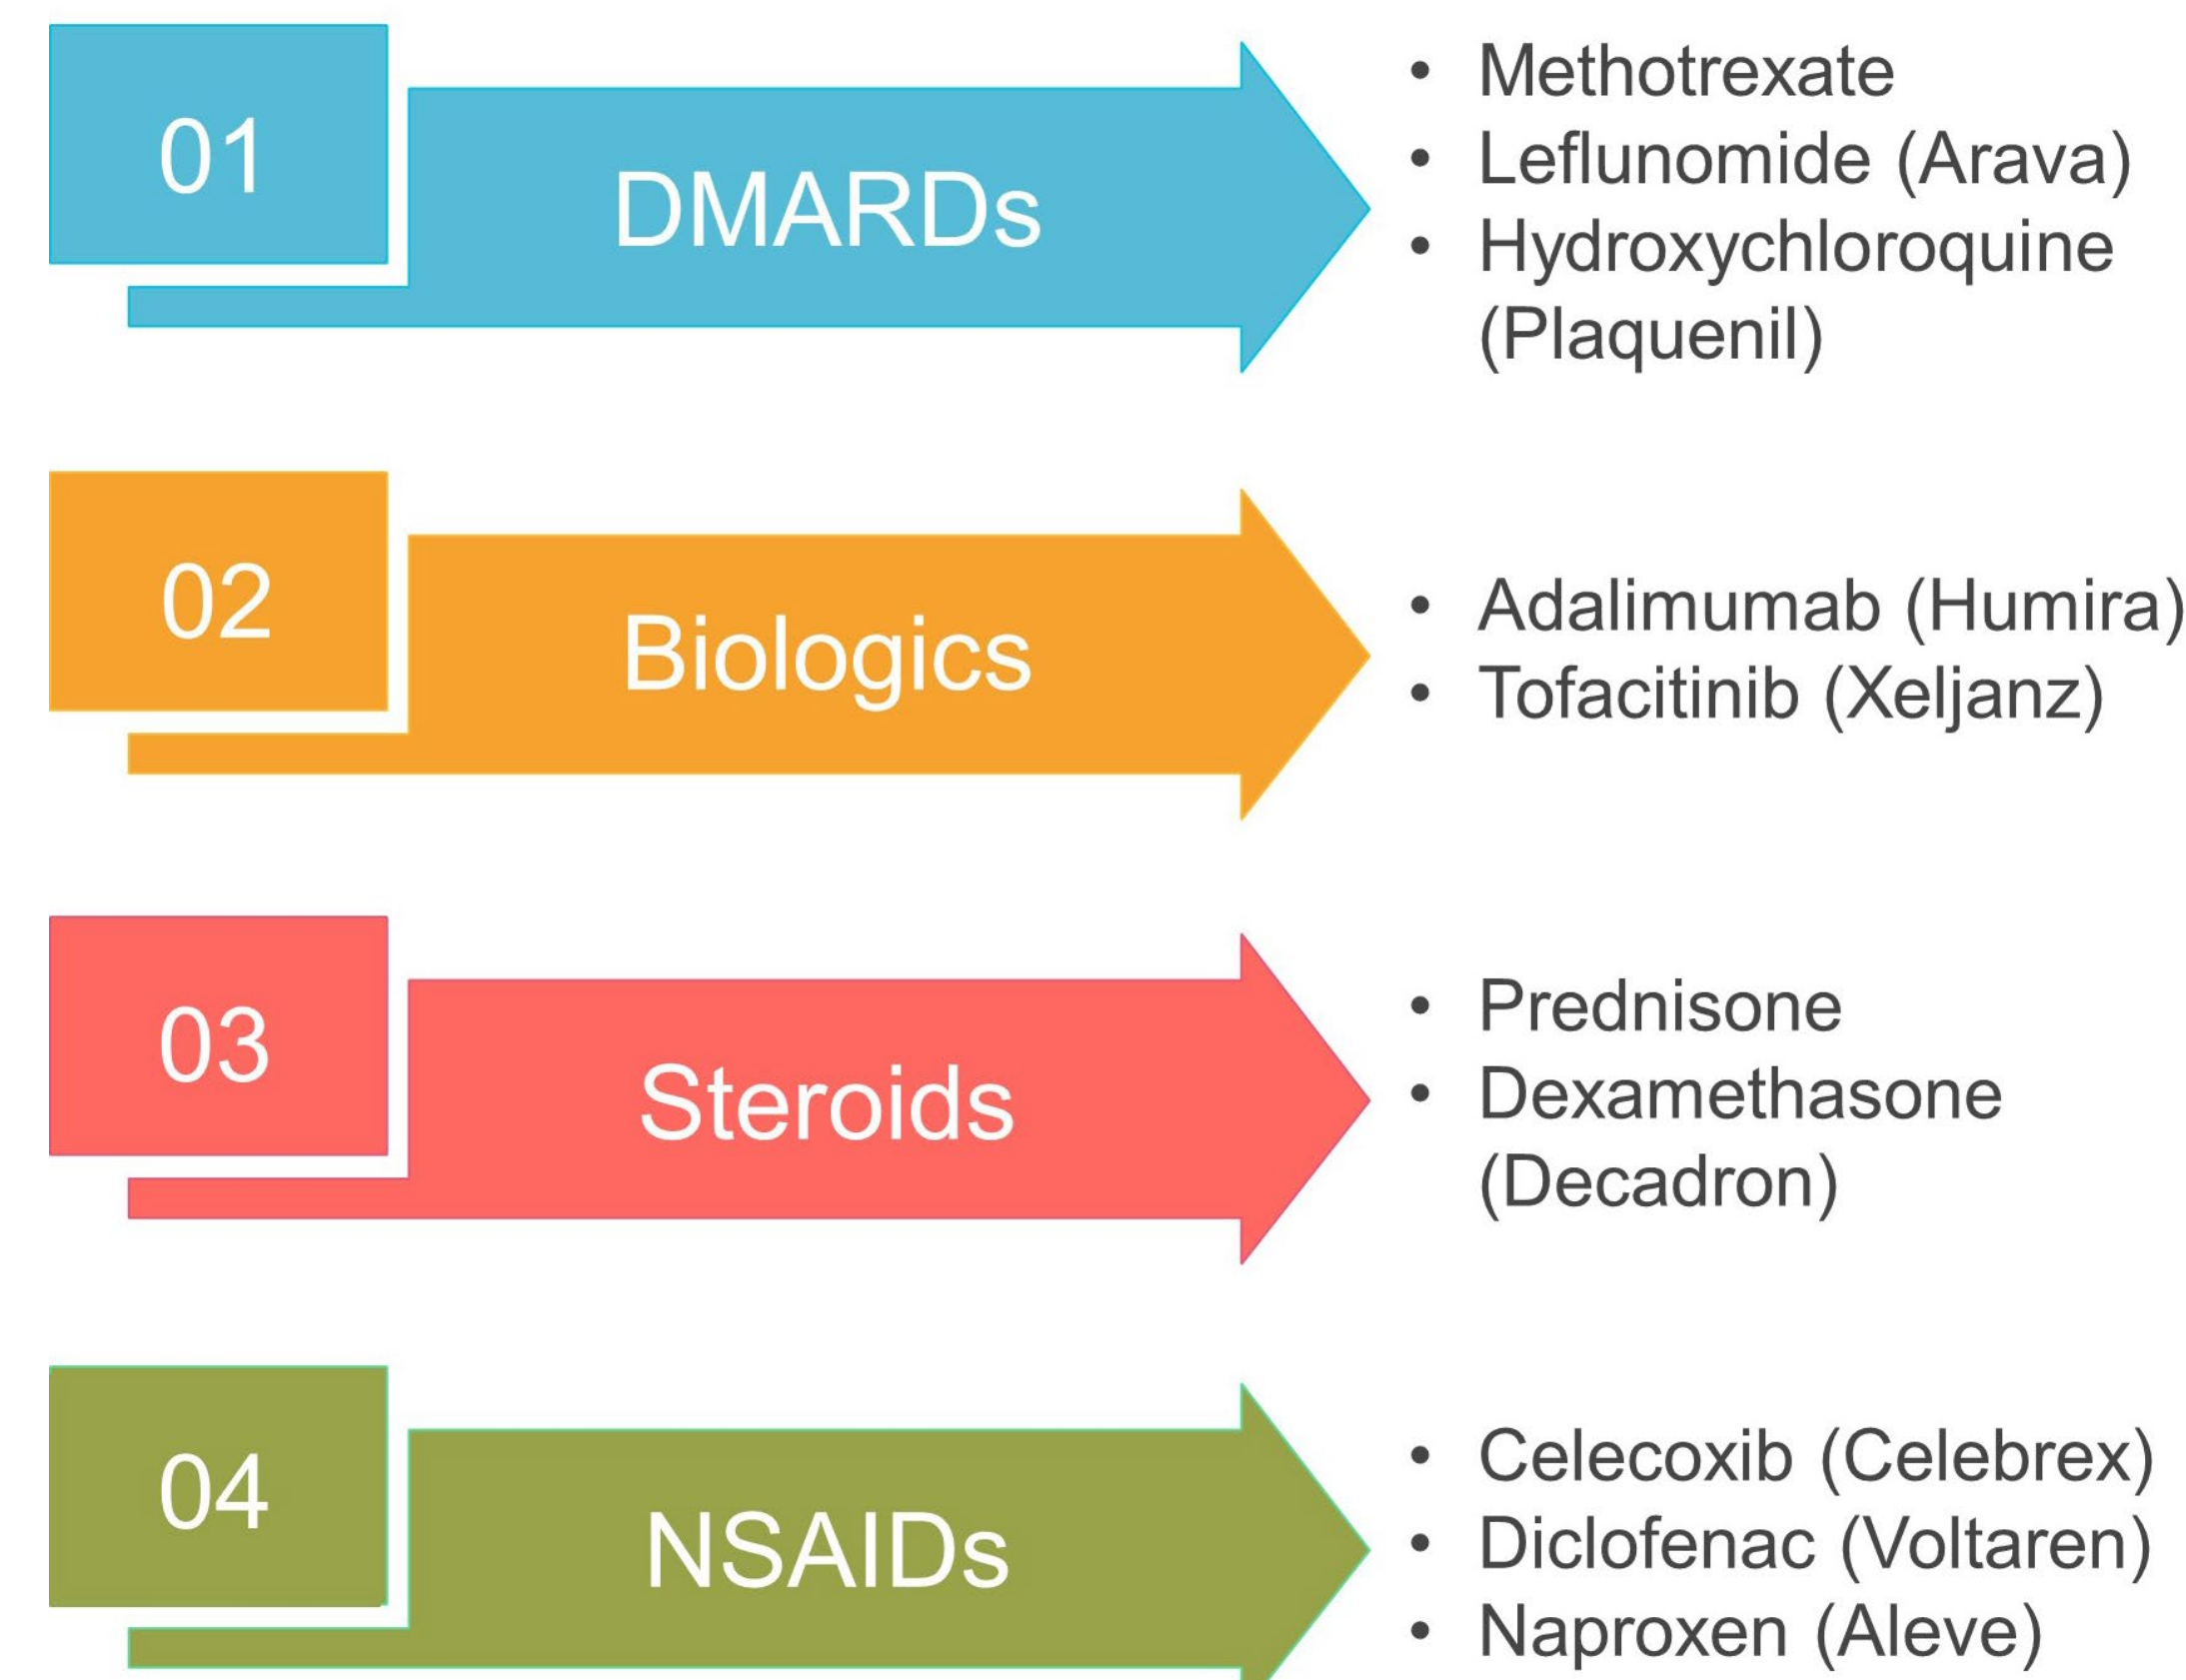 01
DMARDs
• Methotrexate
• Leflunomide (Arava)
• Hydroxychloroquine
(Plaquenil)
02
Biologics
• Adalimumab (Humira)
• Tofacitinib (Xeljanz)
03
Steroids
• Prednisone
• Dexamethasone
(Decadron)
04
NSAIDs
• Celecoxib (Celebrex)
• Diclofenac (Voltaren)
• Naproxen (Aleve)